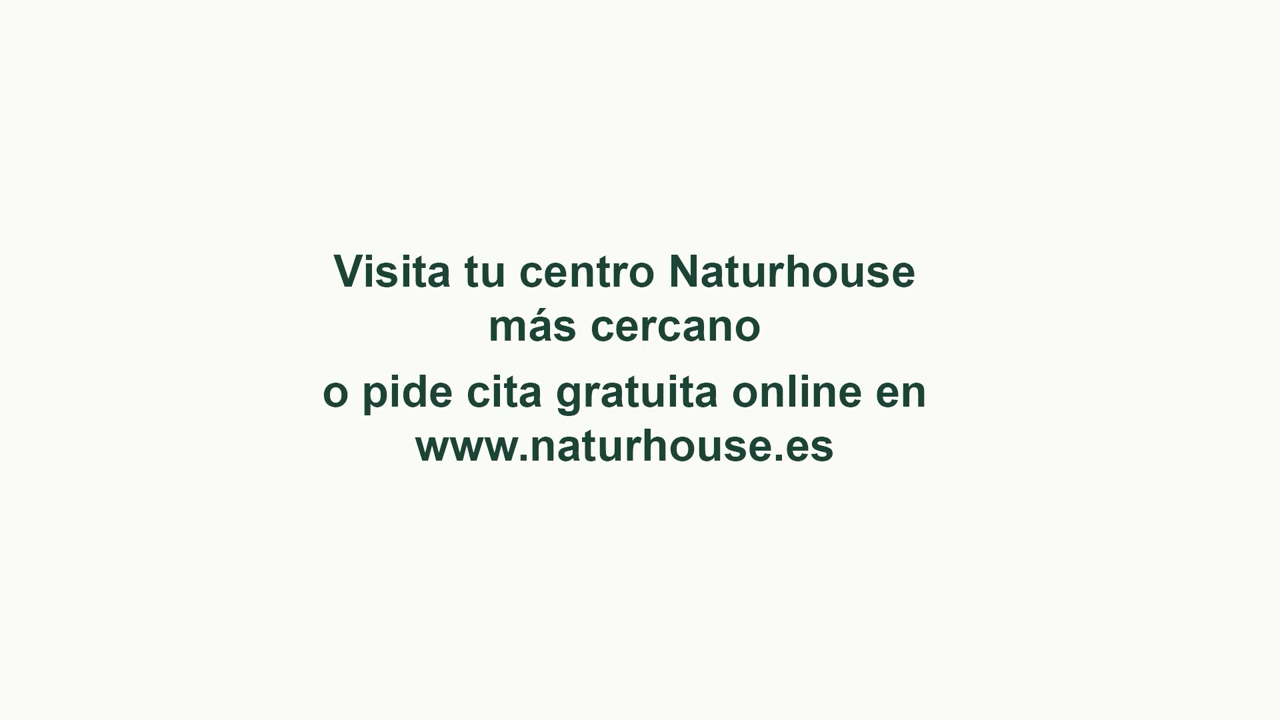 Visita tu centro Naturhouse
más cercano
o pide cita gratuita online en
www.naturhouse.es